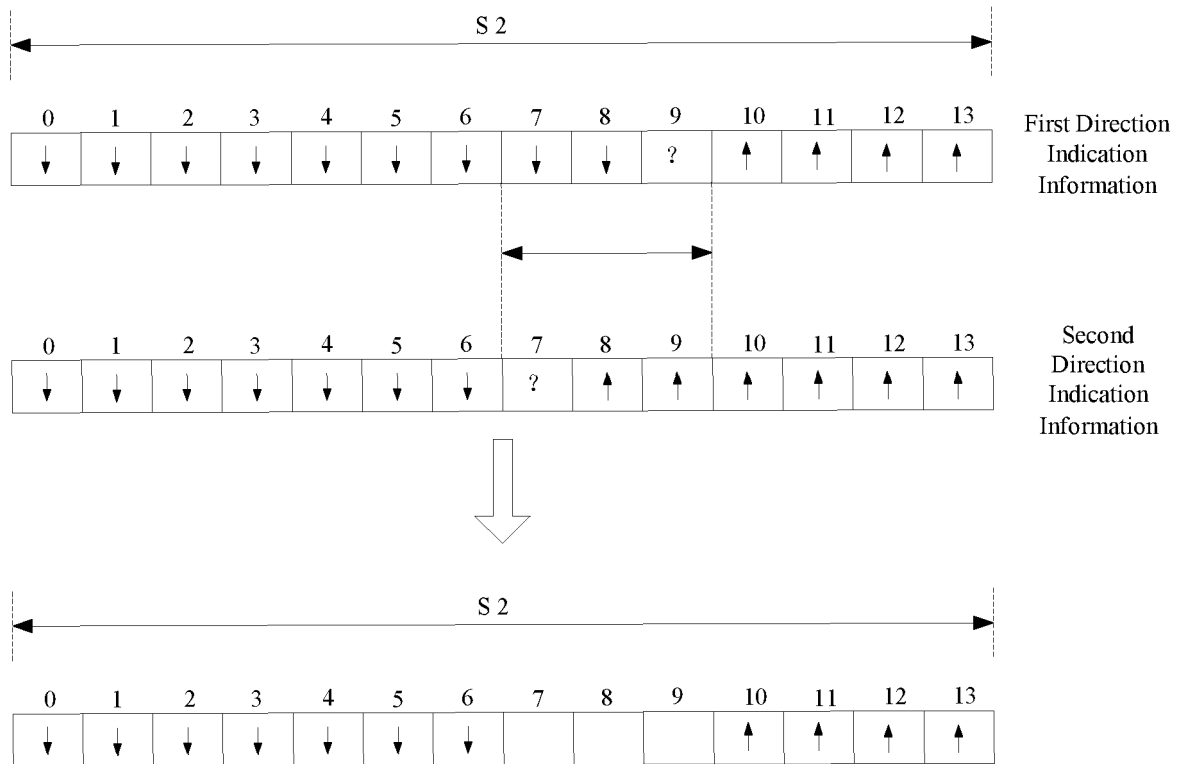 S 2
0 1 2 3 4 5 6 7 8 9 10 11 12 13
↓ ↓ ↓ ↓ ↓ ↓ ↓ ↓ ↓ ? ↑ ↑ ↑ ↑
First Direction
Indication
Information
0 1 2 3 4 5 6 7 8 9 10 11 12 13
↓ ↓ ↓ ↓ ↓ ↓ ↓ ? ↑ ↑ ↑ ↑ ↑ ↑
Second
Direction
Indication
Information
S 2
0 1 2 3 4 5 6 7 8 9 10 11 12 13
↓ ↓ ↓ ↓ ↓ ↓ ↓ ↑ ↑ ↑ ↑